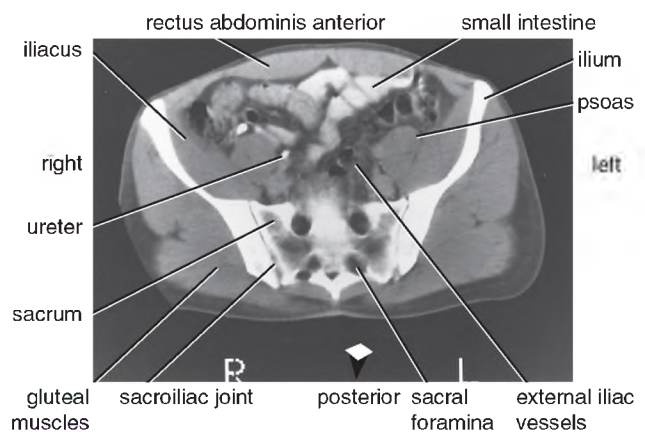 rectus abdominis anterior
small intestine
iliacus
ilium
psoas
right
left
ureter
sacrum
R
L
gluteal
muscles
sacroiliac joint
posterior
sacral
foramina
external iliac
vessels